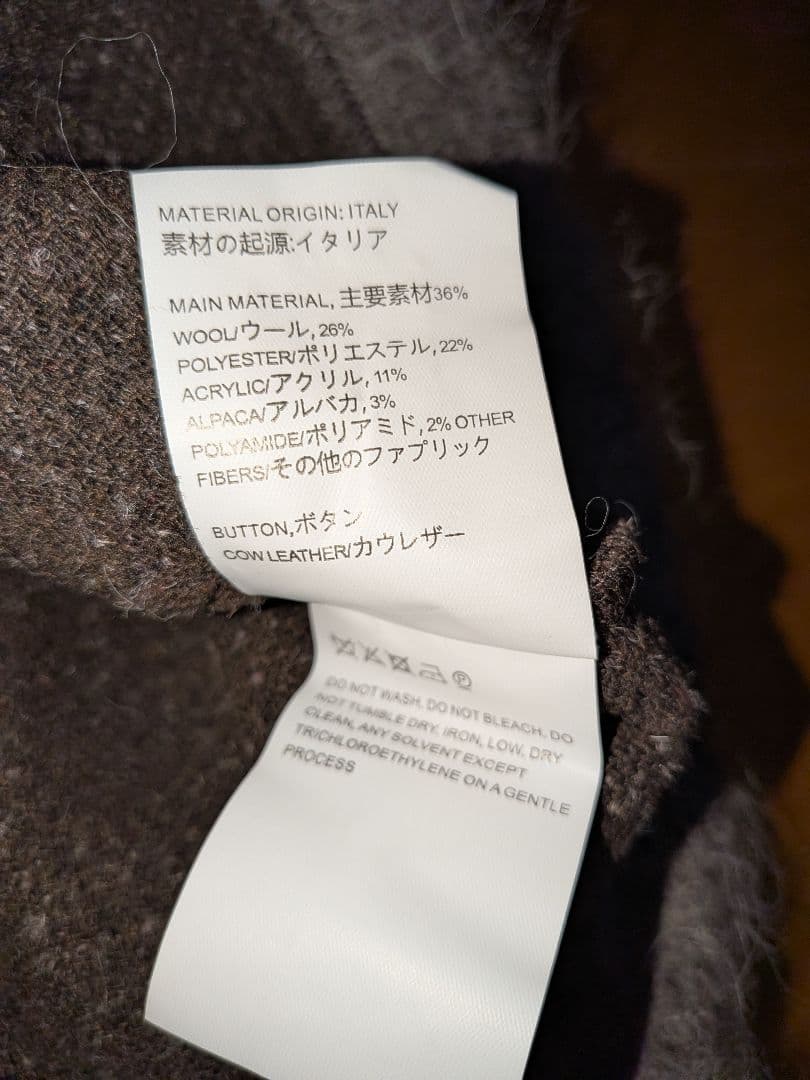 MATERIAL ORIGIN: ITALY
素材の起源:イタリア
MAIN MATERIAL, 主要素材36%
WOOL/ウール,26%
POLYESTER/ポリエステル,22%
ACRYLIC/アクリル,11%
ALPACA/アルバカ,3%
POLYAMIDE/ポリアミド,2% OTHER
FIBERS/その他のファブリック
BUTTON,ボタン
COW LEATHER/カウレザー
DO NOT WASH, DO NOT BLEACH, DO
NOT TUMBLE DRY, IRON, LOW, DRY
CLEAN, ANY SOLVENT EXCEPT
TRICHLOROETHYLENE ON A GENTLE
PROCESS